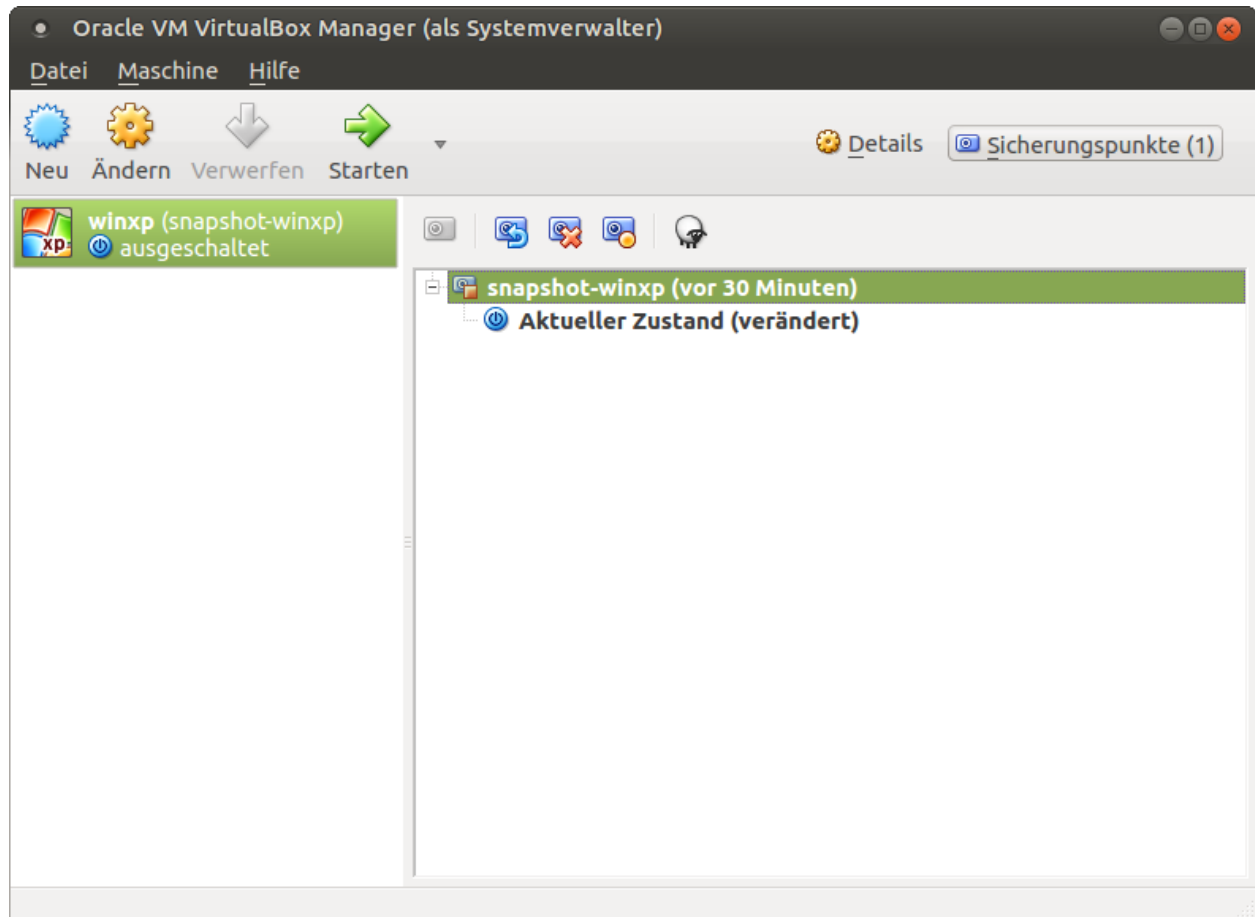 Oracle VM VirtualBox Manager (als Systemverwalter)
Datei Maschine Hilfe
Neu Ändern Verwerfen Starten Details Sicherungspunkte (1)
winxp (snapshot-winxp)
xp
ausgeschaltet
snapshot-winxp (vor 30 Minuten)
Aktueller Zustand (verändert)